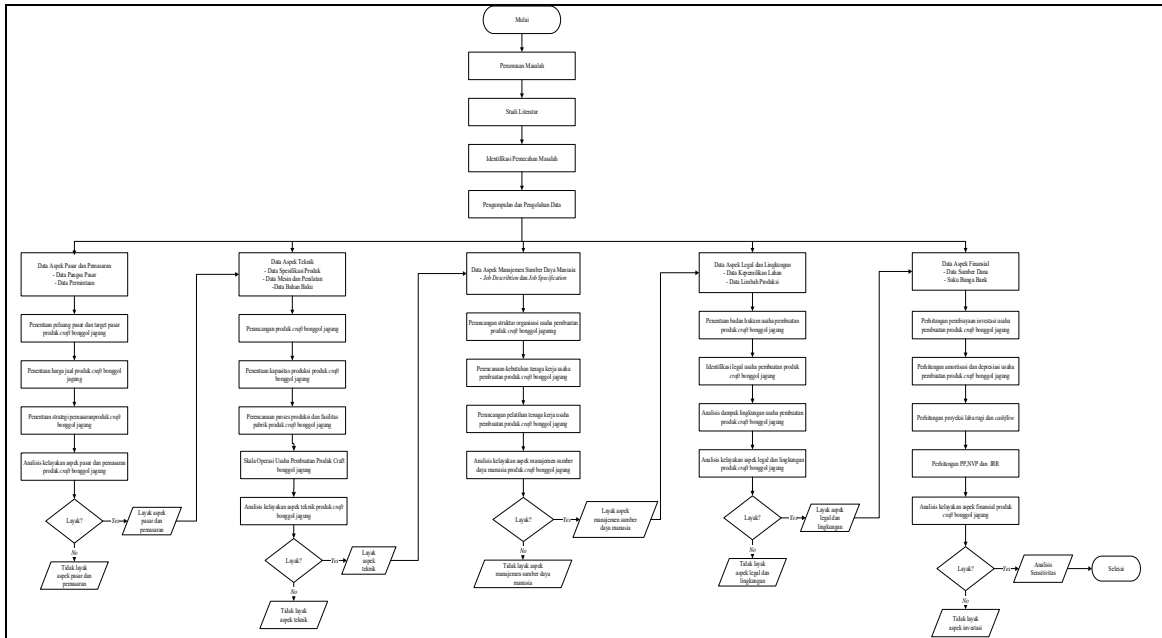 Mulai
Perumusan Masalah
Studi Literatur
Identifikasi Pemecahan Masalah
Pengumpulan dan Pengolahan Data
Data Aspek Pasar dan Pemasaran
- Data Pangsa Pasar
- Data Permintaan
Penentuan peluang pasar dan target pasar
produk craft bonggol jagung
Penentuan harga jual produk craft bonggol
jagung
Penentuan strategi pemasaranproduk craft
bonggol jagung
Analisis kelayakan aspek pasar dan pemasaran
produk craft bonggol jagung
Layak?
Yes
Layak aspek
pasar dan
pemasaran
No
Tidak layak
aspek pasar dan
pemasaran
Data Aspek Teknik
- Data Spesifikasi Produk
- Data Mesin dan Peralatan
-Data Bahan Baku
Perancangan produk craft bonggol jagung
Penentuan kapasitas produksi produk craft
bonggol jagung
Perencanaan proses produksi dan fasilitas
pabrik produk craft bonggol jagung
Skala Operasi Usaha Pembuatan Produk Craft
bonggol jagung
Analisis kelayakan aspek teknik produk craft
bonggol jagung
Layak?
Yes
Layak
aspek
teknik
No
Tidak layak
aspek teknik
Data Aspek Manajemen Sumber Daya Manusia
- Job Describtion dan Job Specification
Perancangan struktur organisasi usaha pembuatan
produk craft bonggol jagung
Perencanaan kebutuhan tenaga kerja usaha
pembuatan produk craft bonggol jagung
Perancangan pelatihan tenaga kerja usaha
pembuatan produk craft bonggol jagung
Analisis kelayakan aspek manajemen sumber
daya manusia produk craft bonggol jagung
Layak?
Yes
Layak aspek
manajemen sumber
daya manusia
No
Tidak layak aspek
manajemen sumber daya
manusia
Data Aspek Legal dan Lingkungan
- Data Kepemilikan Lahan
- Data Limbah Produksi
Penentuan badan hukum usaha pembuatan
produk craft bonggol jagung
Identifikasi legal usaha pembuatan produk
craft bonggol jagung
Analisis dampak lingkungan usaha pembuatan
produk craft bonggol jagung
Analisis kelayakan aspek legal dan lingkungan
produk craft bonggol jagung
Layak?
Yes
Layak aspek
legal dan
lingkungan
No
Tidak layak
aspek legal dan
lingkungan
Data Aspek Finansial
- Data Sumber Dana
- Suku Bunga Bank
Perhitungan pembiayaan investasi usaha
pembuatan produk craft bonggol jagung
Perhitungan amortisasi dan depresiasi usaha
pembuatan produk craft bonggol jagung
Perhitungan proyeksi laba rugi dan cashflow
Perhitungan PP,NVP dan IRR
Analisis kelayakan aspek finansial produk
craft bonggol jagung
Layak?
Yes
Analisis
Sensitivitas
Selesai
No
Tidak layak
aspek investasi